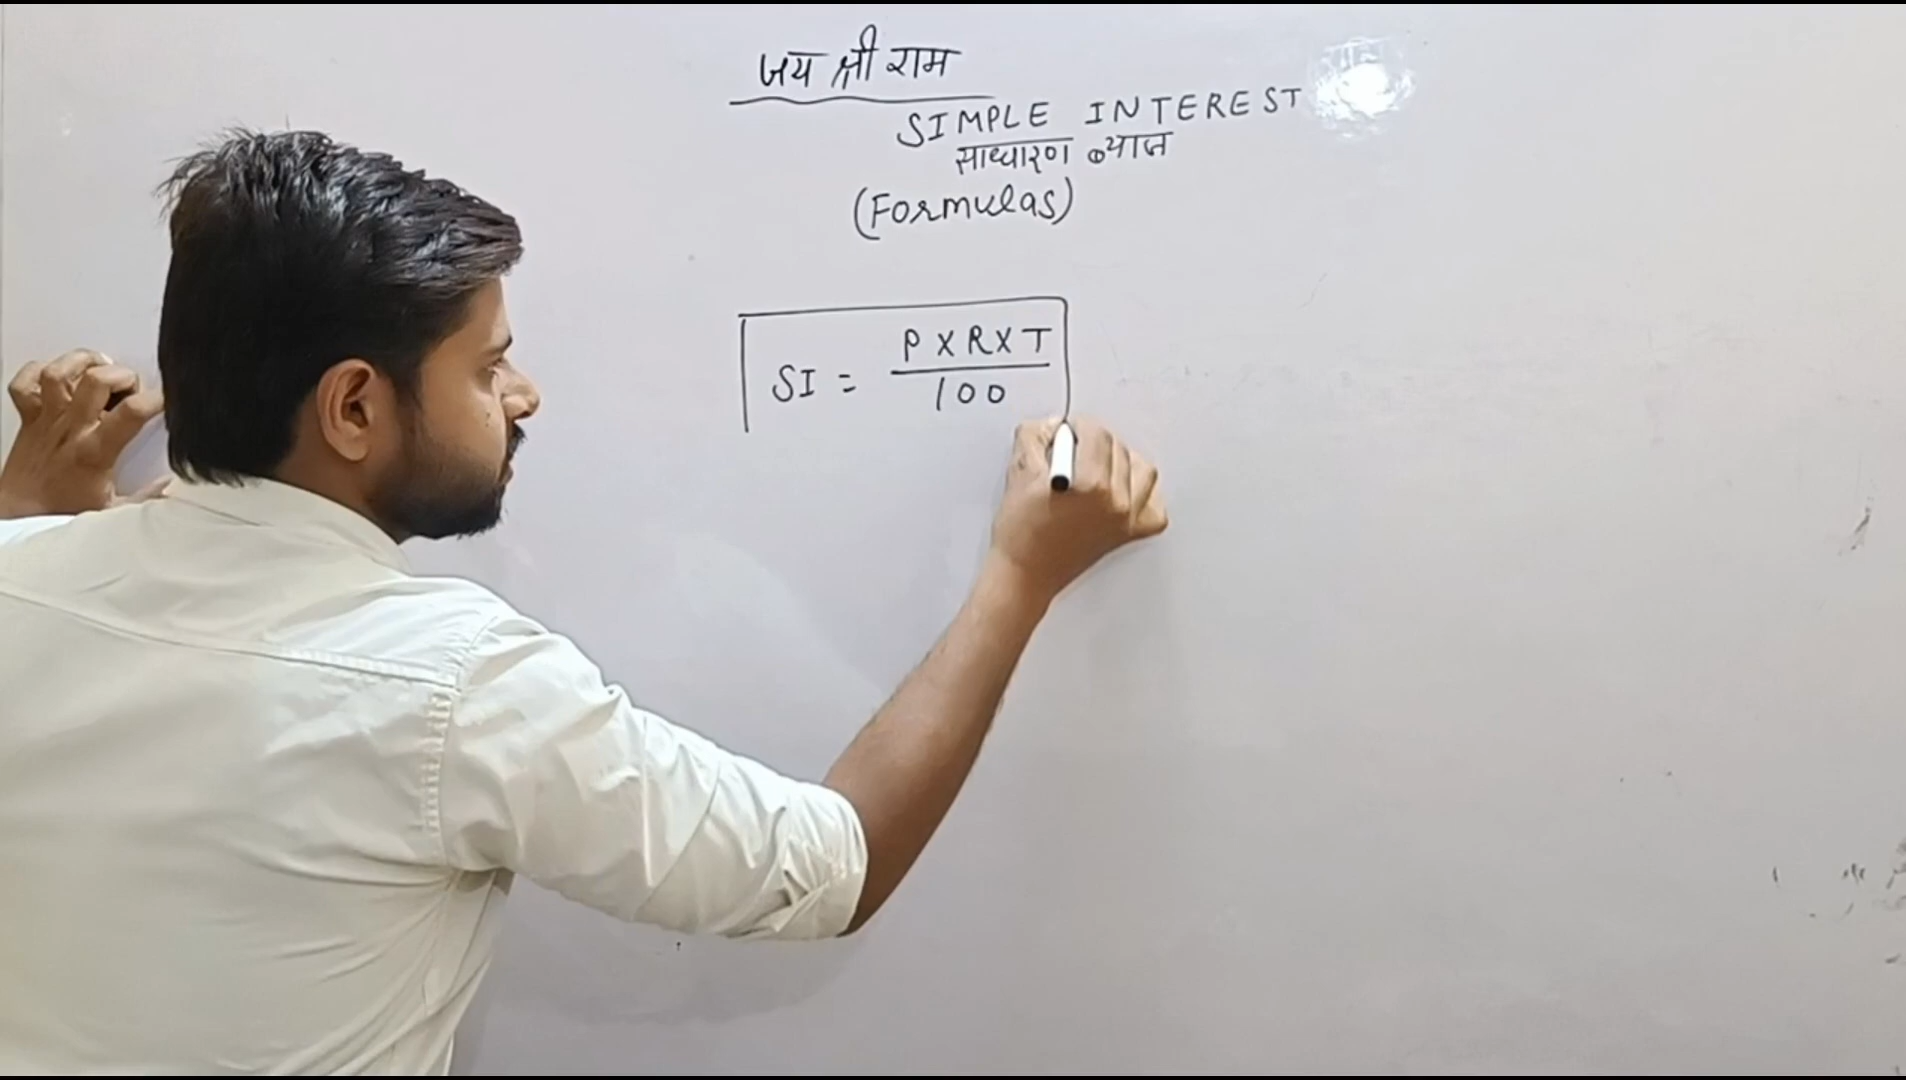 जय श्री राम
SIMPLE INTEREST
साधारण ब्याज
(Formulas)
P X R X T
SI = 
100